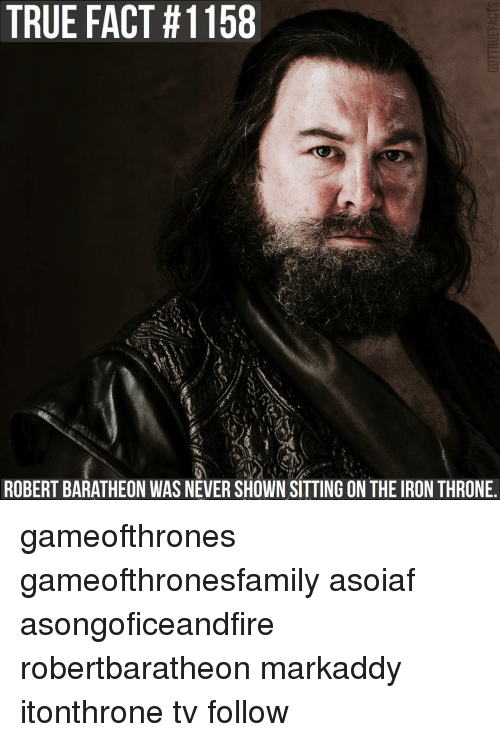 TRUE FACT #1158
ROBERT BARATHEON WAS NEVER SHOWN SITTING ON THE IRON THRONE.
gameofthrones
gameofthronesfamily asoiaf
asongoficeandfire
robertbaratheon markaddy
itonthrone tv follow